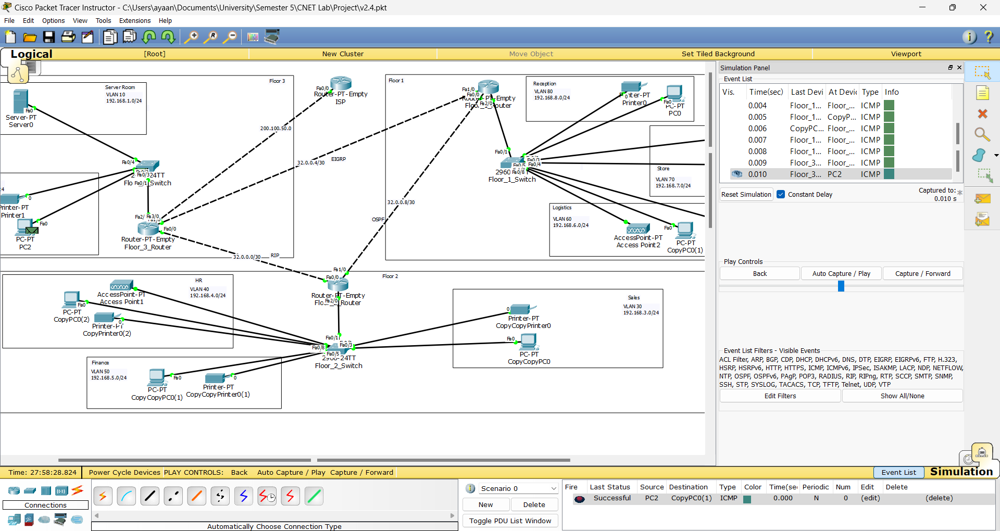 Cisco Packet Tracer Instructor - C:\Users\ayaan\Documents\University\Semester 5\CNET Lab\Project\v2.4.pkt
File Edit Options View Tools Extensions Help
Logical [Root] New Cluster Move Object Set Tiled Background Viewport
Floor 3
Server Room
VLAN 10
192.168.1.0/24
Server-PT
Server0
Fa0
Fa0/4
Fa0/3
Fa0/1
Switch
Printer-PT
Printer1
0
Fa0
PC-PT
PC2
Fa2/
Fa3/0
Fa0/0
Router-PT-Empty
Floor_3_Router
Fa0/0
Router-PT-Empty
ISP
200.100.50.0
32.0.0.4/30
EIGRP
32.0.0.8/30
OSPF
32.0.0.0/30
RIP
Floor 1
Fa1/0
Fa0/0
Fa2/0
Reception
VLAN 80
192.168.8.0/24
Printer0
0
Fa0
PC-PT
PC0
Fa0/1
Fa0/3
Fa0/5
Fa0/4
Fa0/8
Floor_1_Switch
Store
VLAN 70
192.168.7.0/24
Logistics
VLAN 60
192.168.6.0/24
AccessPoint-PT
Access Point2
Fa0
PC-PT
CopyPC0(1)
Floor 2
Fa1/0
Fa0/0
Router-PT-Empty
Fa2/0
Router
HR
VLAN 40
192.168.4.0/24
AccessPoint-PT
Access Point1
PC-PT
CopyPC0(2)
Fa0
Printer-PT
CopyPrinter0(2)
0
Fa0/1
Fa0/3
Fa0/8
Fa0/5
2960-24TT
Floor_2_Switch
Sales
VLAN 30
192.168.3.0/24
0
Printer-PT
CopyCopyPrinter0
Fa0
PC-PT
CopyCopyPC0
Finance
VLAN 50
192.168.5.0/24
Fa0
PC-PT
CopyCopyPC0(1)
0
Printer-PT
CopyCopyPrinter0(1)
Simulation Panel
Event List
Vis. Time(sec) Last Devi At Devic Type Info
0.004 Floor_1... Floor_... ICMP
0.005 Floor_1... CopyP... ICMP
0.006 CopyPC... Floor_... ICMP
0.007 Floor_1... Floor_... ICMP
0.008 Floor_1... Floor_... ICMP
0.009 Floor_3... Floor_... ICMP
0.010 Floor_3... PC2 ICMP
Reset Simulation Constant Delay Captured to: *
0.010 s
Play Controls
Back Auto Capture / Play Capture / Forward
Event List Filters - Visible Events
ACL Filter, ARP, BGP, CDP, DHCP, DHCPv6, DNS, DTP, EIGRP, EIGRPv6, FTP, H.323,
HSRP, HSRPv6, HTTP, HTTPS, ICMP, ICMPv6, IPSec, ISAKMP, LACP, NDP, NETFLOW,
NTP, OSPF, OSPFv6, PAgP, POP3, RADIUS, RIP, RIPng, RTP, SCCP, SMTP, SNMP,
SSH, STP, SYSLOG, TACACS, TCP, TFTP, Telnet, UDP, VTP
Edit Filters Show All/None
Time: 27:58:28.824 Power Cycle Devices PLAY CONTROLS: Back Auto Capture / Play Capture / Forward Event List Simulation
Connections
Automatically Choose Connection Type
Scenario 0
New Delete
Toggle PDU List Window
Fire Last Status Source Destination Type Color Time(sec Periodic Num Edit Delete
Successful PC2 CopyPC0(1) ICMP 0.000 N 0 (edit) (delete)